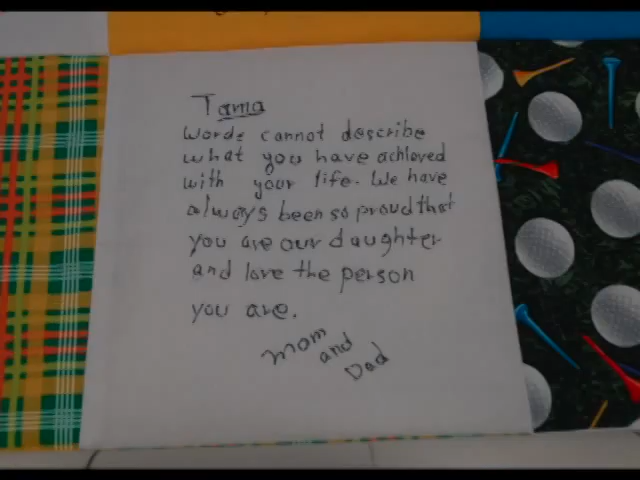 Tama
Words cannot describe
what you have achieved
with your life. We have
always been so proud that
you are our daughter
and love the person
you are.
Mom
and
Dad